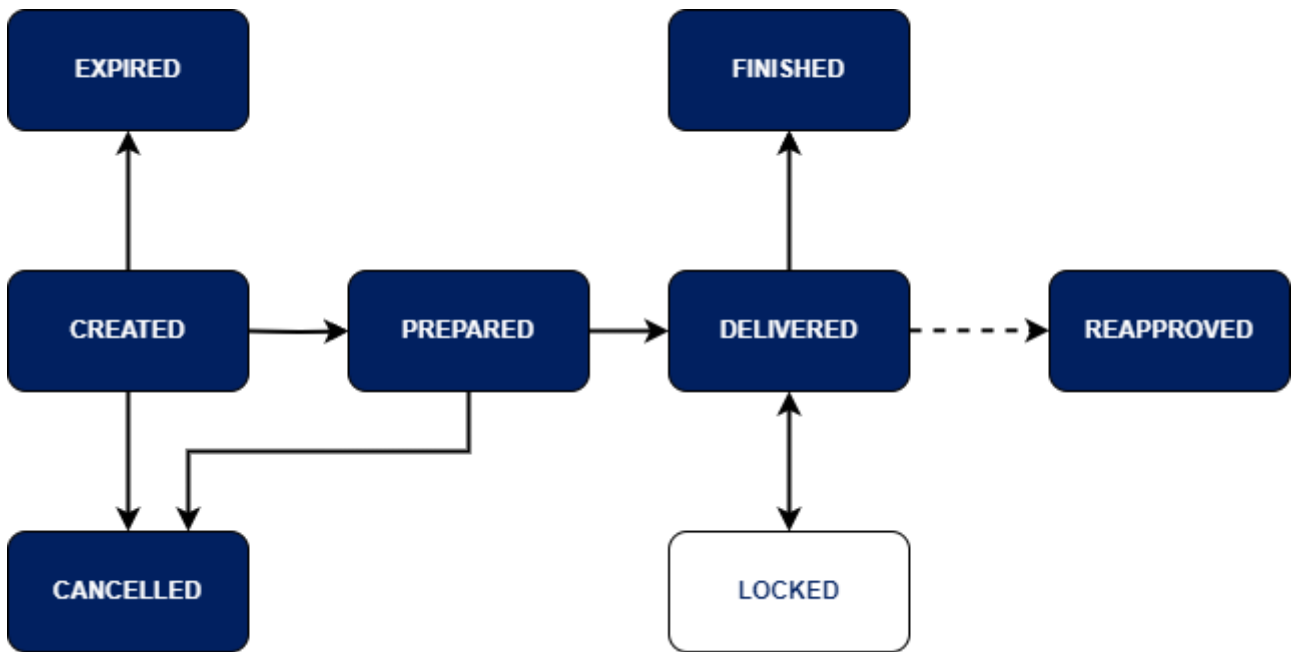 EXPIRED
FINISHED
CREATED
PREPARED
DELIVERED
REAPPROVED
CANCELLED
LOCKED